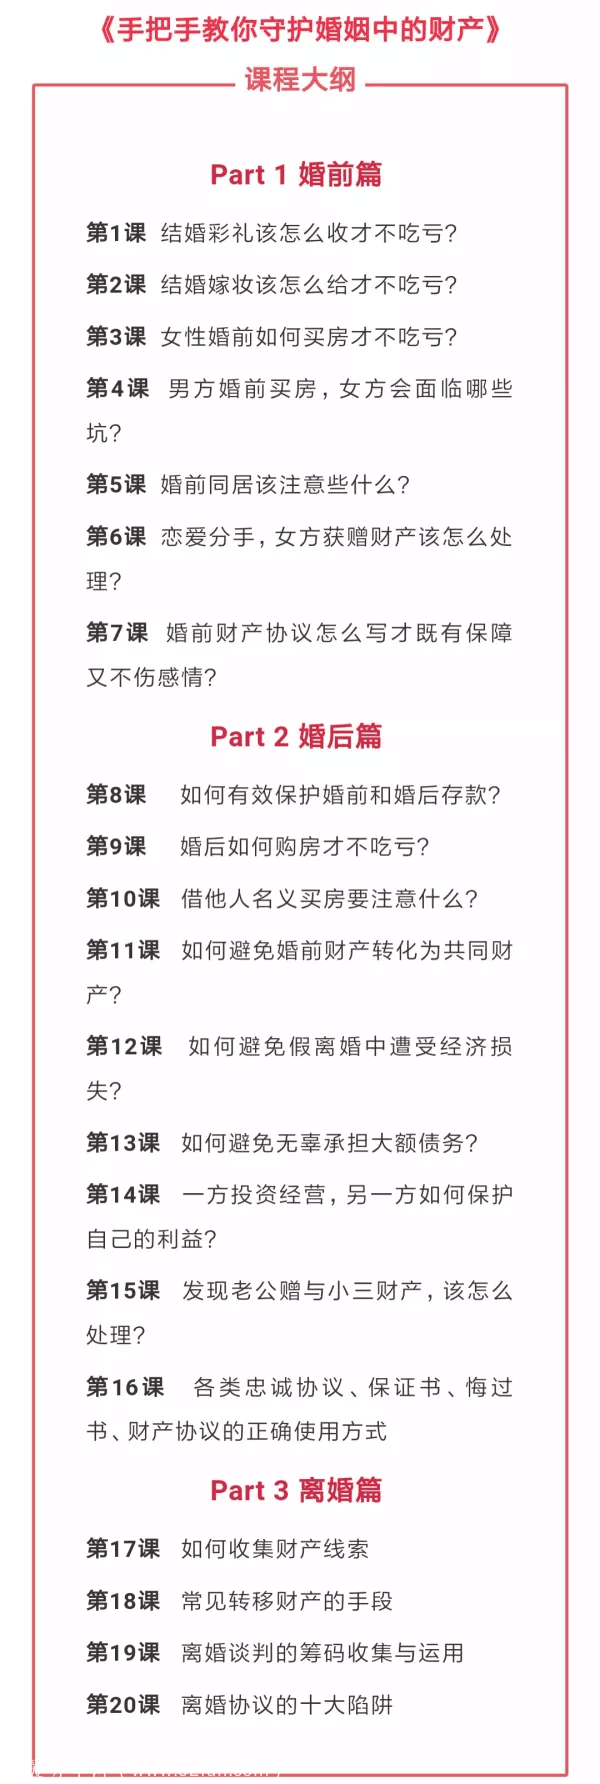 《手把手教你守护婚姻中的财产》
课程大纲
Part 1 婚前篇
第1课 结婚彩礼该怎么收才不吃亏?
第2课 结婚嫁妆该怎么给才不吃亏?
第3课 女性婚前如何买房才不吃亏?
第4课 男方婚前买房,女方会面临哪些
坑?
第5课 婚前同居该注意些什么?
第6课 恋爱分手,女方获赠财产该怎么处
理?
第7课 婚前财产协议怎么写才既有保障
又不伤感情?
Part 2 婚后篇
第8课 如何有效保护婚前和婚后存款?
第9课 婚后如何购房才不吃亏?
第10课 借他人名义买房要注意什么?
第11课 如何避免婚前财产转化为共同财
产?
第12课 如何避免假离婚中遭受经济损
失?
第13课 如何避免无辜承担大额债务?
第14课 一方投资经营,另一方如何保护
自己的利益?
第15课 发现老公赠与小三财产,该怎么
处理?
第16课 各类忠诚协议、保证书、悔过
书、财产协议的正确使用方式
Part 3 离婚篇
第17课 如何收集财产线索
第18课 常见转移财产的手段
第19课 离婚谈判的筹码收集与运用
第20课 离婚协议的十大陷阱